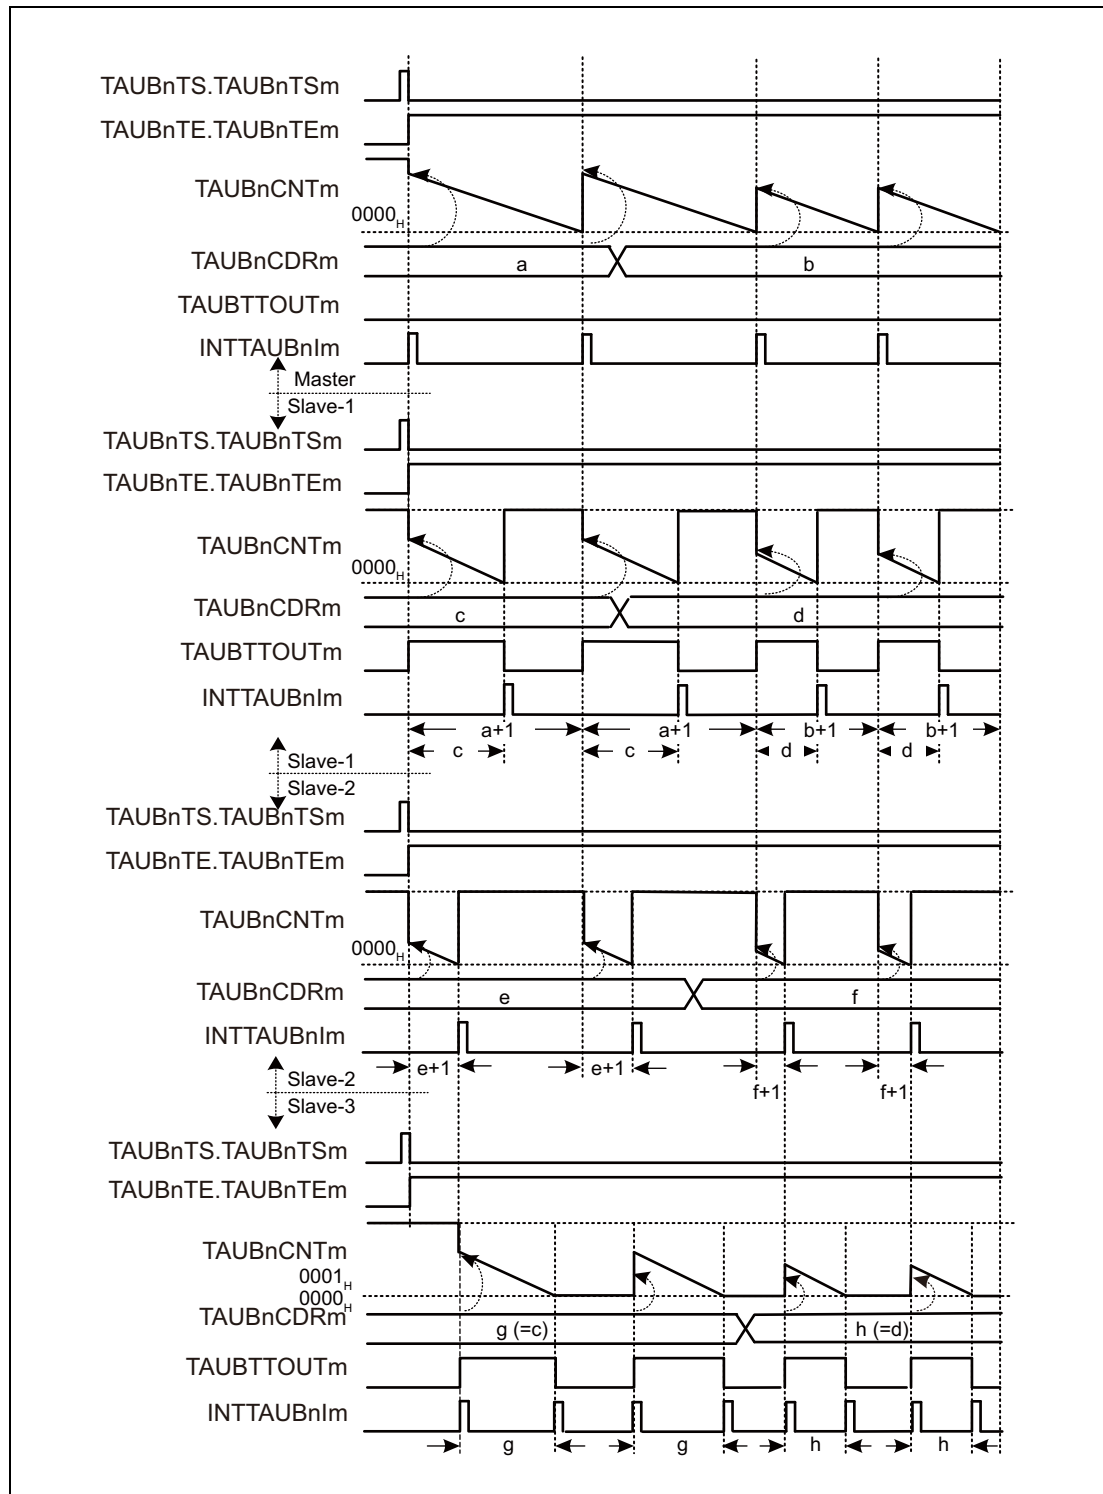 TAUBnTS.TAUBnTSm
TAUBnTE.TAUBnTEm
TAUBnCNTm
0000H
TAUBnCDRm
a b
TAUBTTOUTm
INTTAUBnIm
Master
Slave-1
TAUBnTS.TAUBnTSm
TAUBnTE.TAUBnTEm
TAUBnCNTm
0000H
TAUBnCDRm
c d
TAUBTTOUTm
INTTAUBnIm
a+1 a+1 b+1 b+1
c c d d
Slave-1
Slave-2
TAUBnTS.TAUBnTSm
TAUBnTE.TAUBnTEm
TAUBnCNTm
0000H
TAUBnCDRm
e f
INTTAUBnIm
e+1 e+1 f+1 f+1
Slave-2
Slave-3
TAUBnTS.TAUBnTSm
TAUBnTE.TAUBnTEm
TAUBnCNTm
0001H
0000H
TAUBnCDRm
g (=c) h (=d)
TAUBTTOUTm
INTTAUBnIm
g g h h